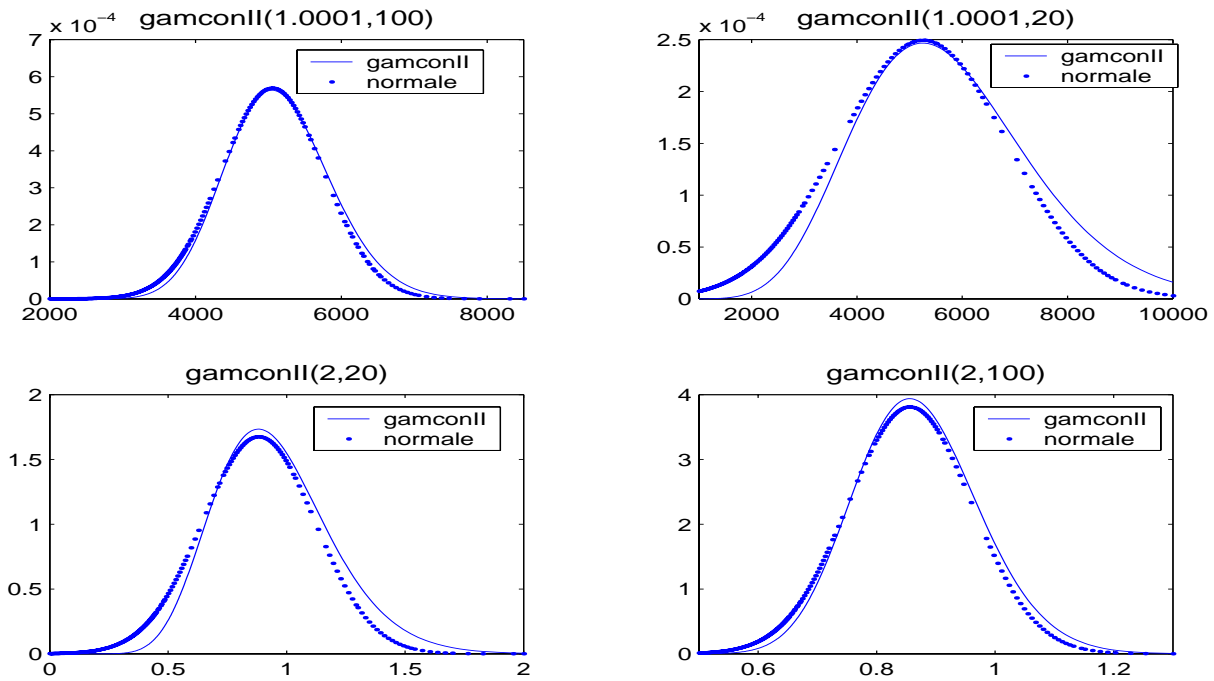 gamconII(1.0001,100)
x 10⁻⁴
7
6
5
4
3
2
1
0
2000 4000 6000 8000
gamconII
normale
gamconII(1.0001,20)
x 10⁻⁴
2.5
2
1.5
1
0.5
0
2000 4000 6000 8000 10000
gamconII
normale
gamconII(2,20)
2
1.5
1
0.5
0
0 0.5 1 1.5 2
gamconII
normale
gamconII(2,100)
4
3
2
1
0
0.6 0.8 1 1.2
gamconII
normale